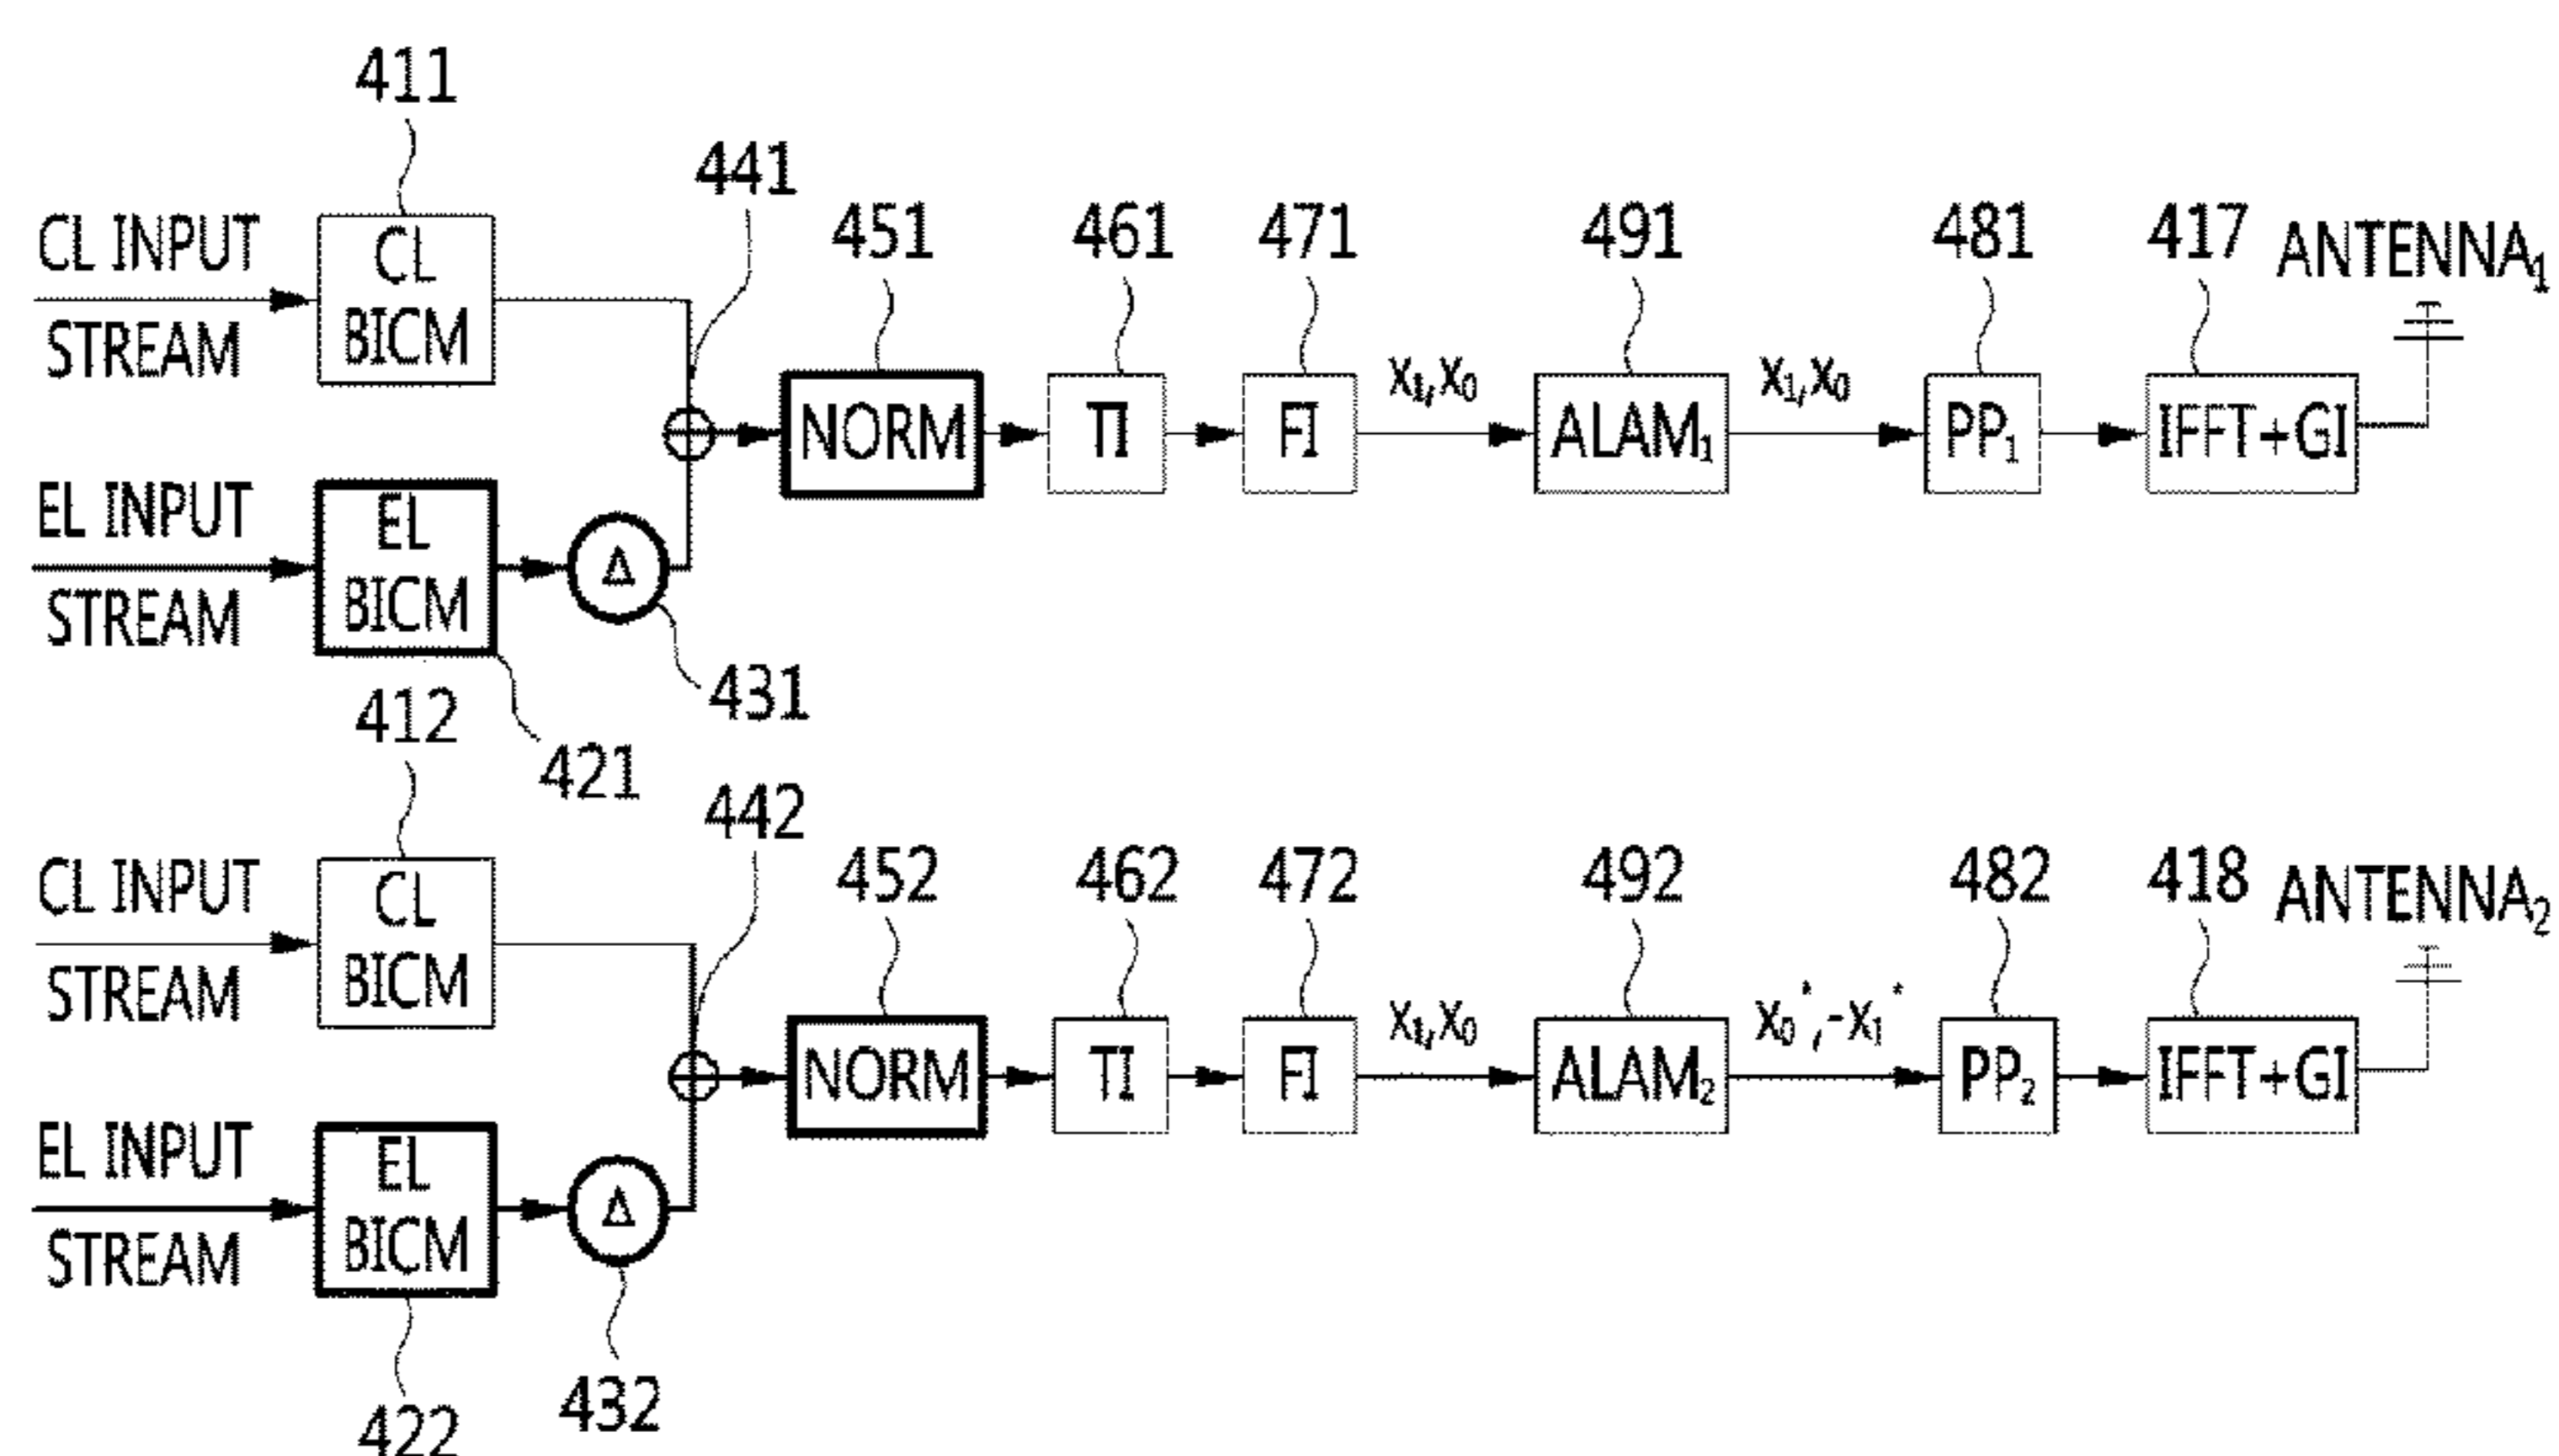 411
441
451
461
471
491
481
417
ANTENNA₁
CL INPUT
STREAM
CL
BICM
NORM
TI
FI
x₁,x₀
ALAM₁
x₁,x₀
PP₁
IFFT+GI
EL INPUT
STREAM
EL
BICM
Δ
431
421
412
442
452
462
472
492
482
418
ANTENNA₂
CL INPUT
STREAM
CL
BICM
NORM
TI
FI
x₁,x₀
ALAM₂
x₀*,-x₁*
PP₂
IFFT+GI
EL INPUT
STREAM
EL
BICM
Δ
432
422